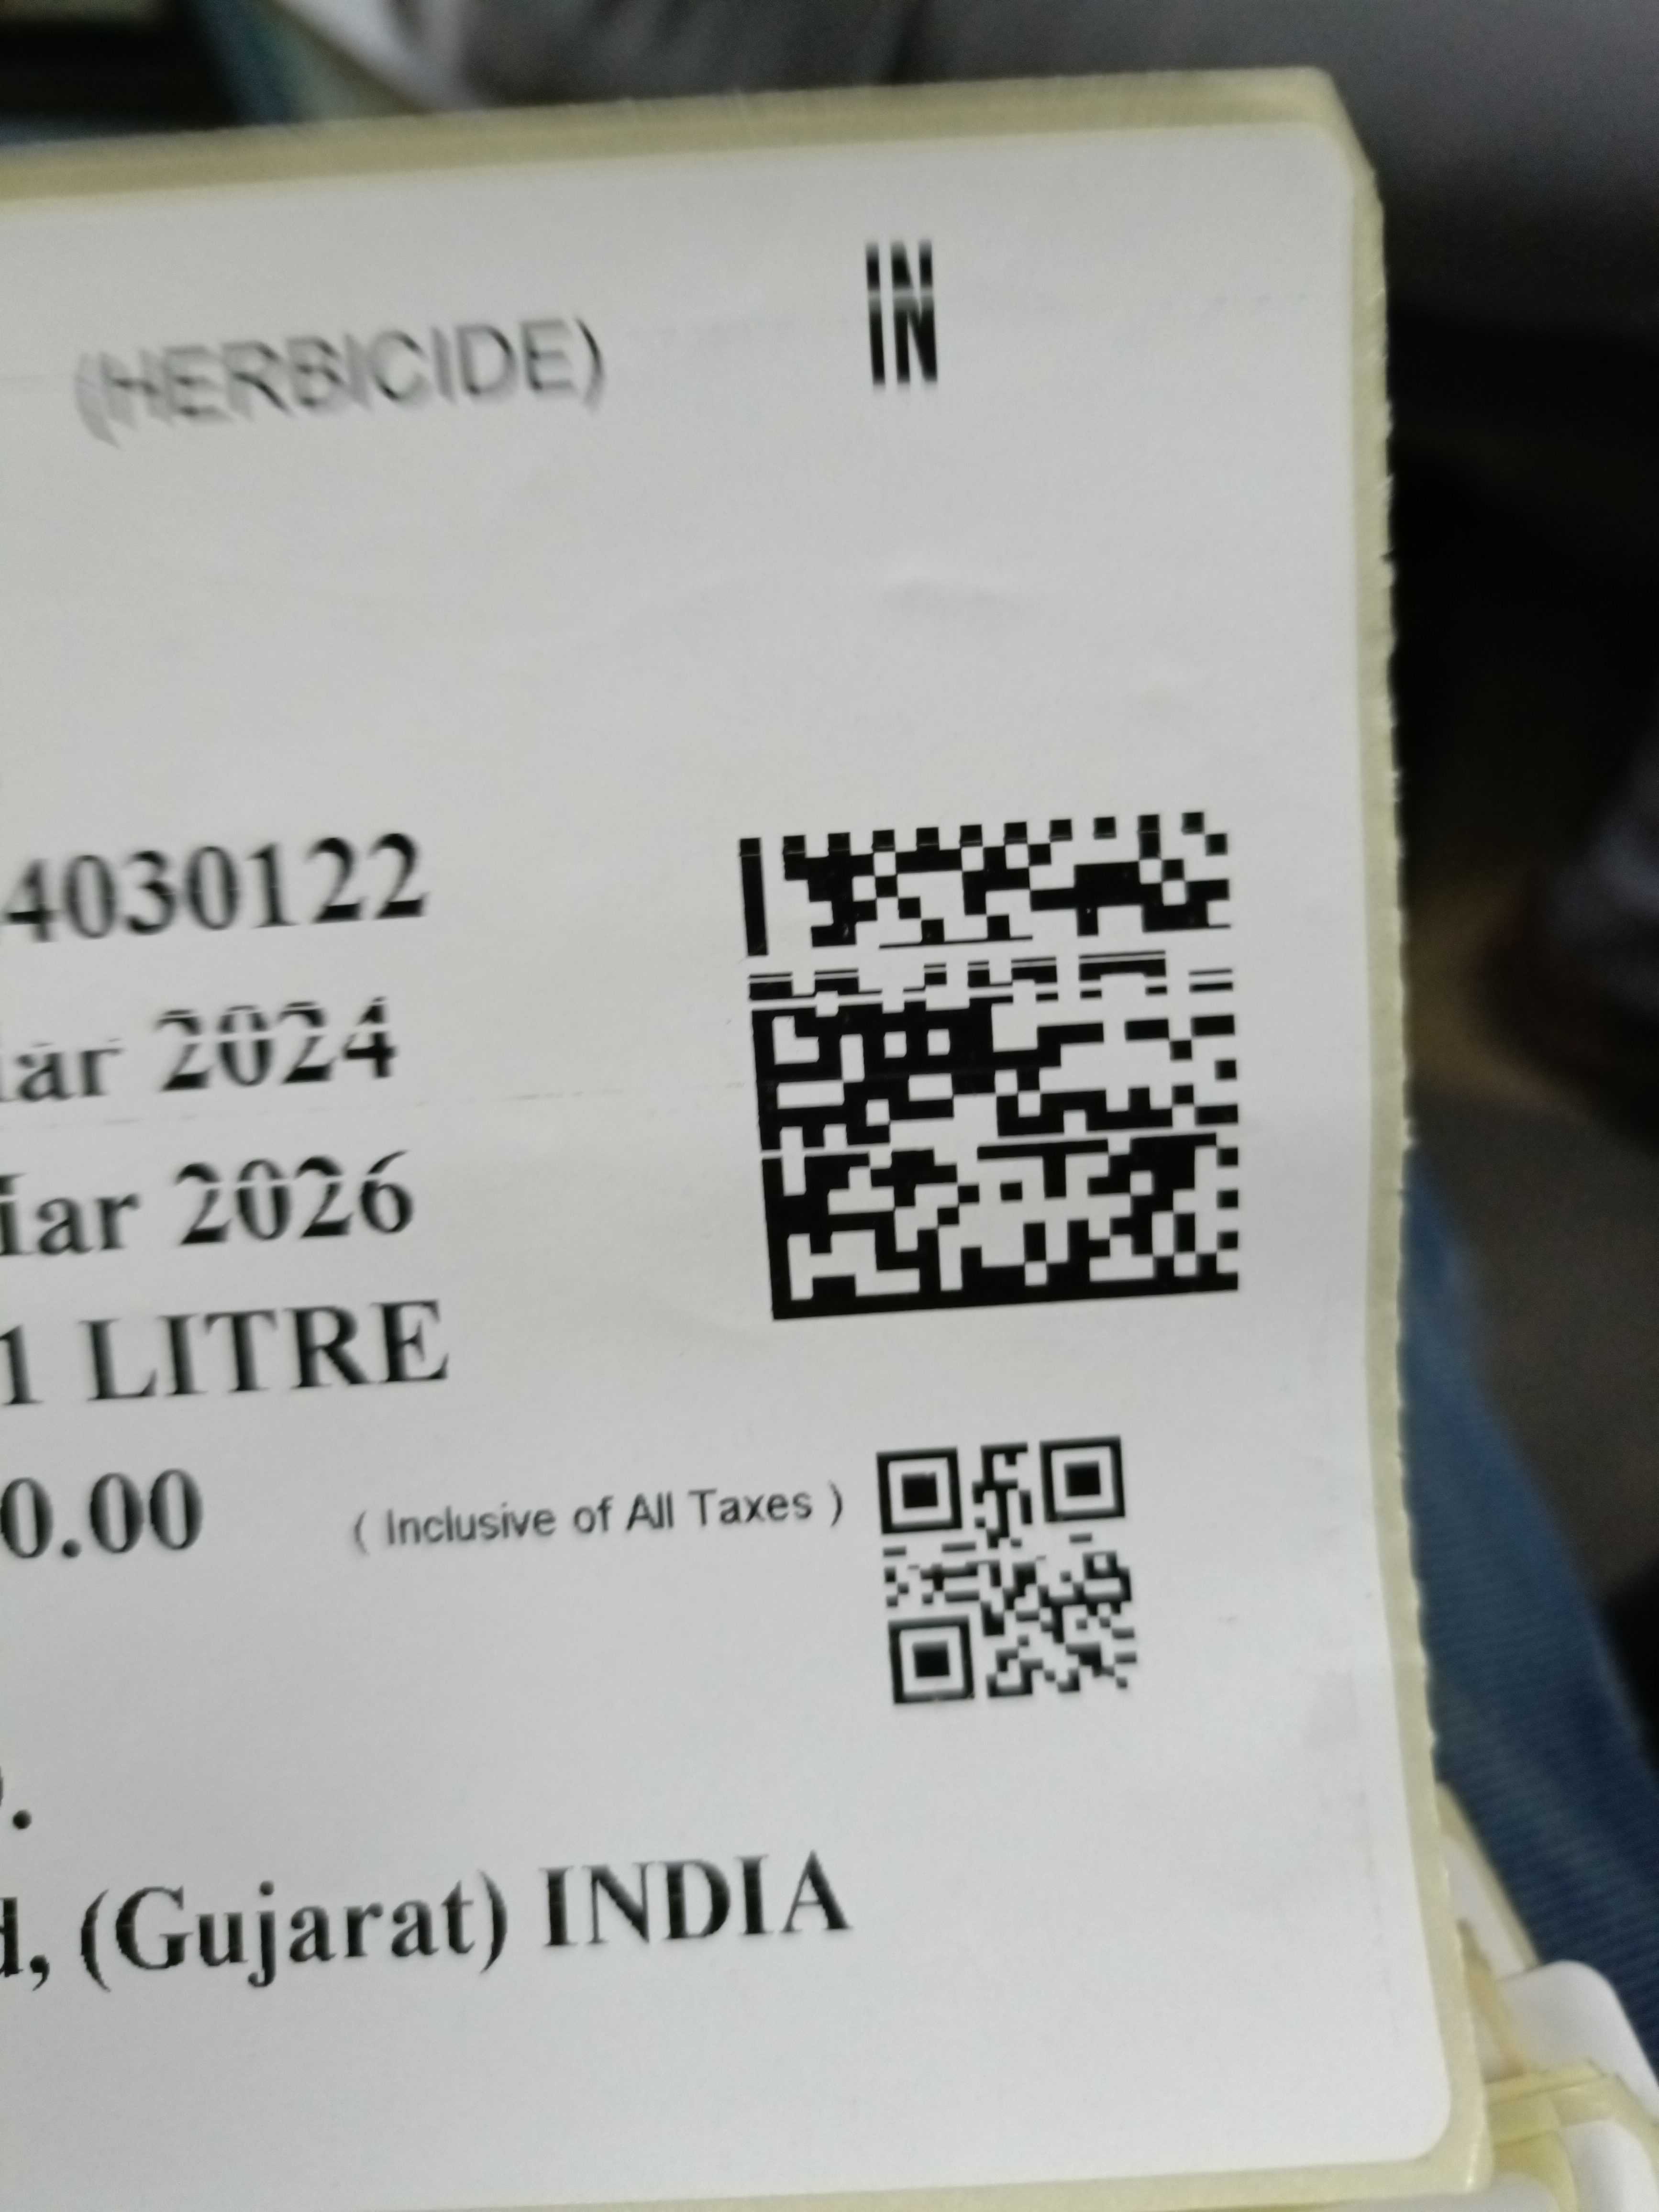 (HERBICIDE)
IN
4030122
ar 2024
ar 2026
1 LITRE
0.00 ( Inclusive of All Taxes )
.
d, (Gujarat) INDIA